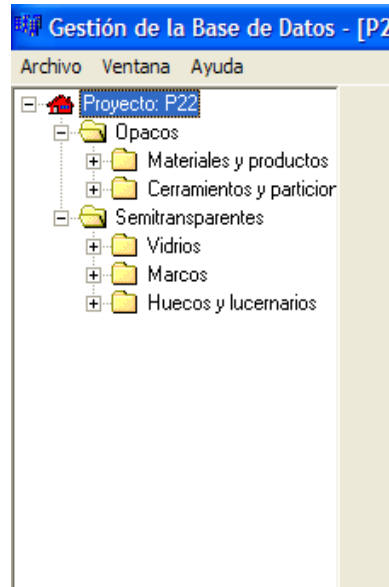 Gestión de la Base de Datos - [P2
Archivo Ventana Ayuda
Proyecto: P22
Opacos
Materiales y productos
Cerramientos y particior
Semitransparentes
Vidrios
Marcos
Huecos y lucernarios